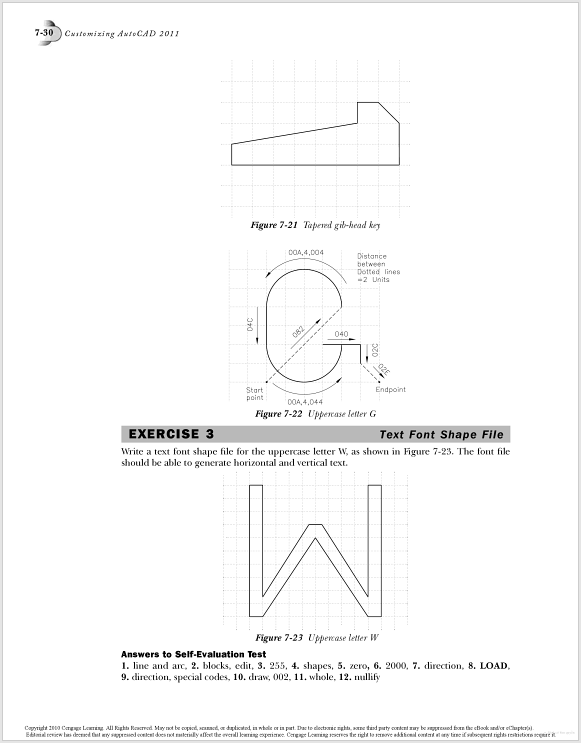 7-30 Customizing AutoCAD 2011
Figure 7-21 Tapered gib-head key
00A,4,004
Distance
between
Dotted lines
=2 Units
04C
082
040
02C
02E
Start
point
Endpoint
00A,4,044
Figure 7-22 Uppercase letter G
EXERCISE 3 Text Font Shape File
Write a text font shape file for the uppercase letter W, as shown in Figure 7-23. The font file
should be able to generate horizontal and vertical text.
Figure 7-23 Uppercase letter W
Answers to Self-Evaluation Test
1. line and arc, 2. blocks, edit, 3. 255, 4. shapes, 5. zero, 6. 2000, 7. direction, 8. LOAD,
9. direction, special codes, 10. draw, 002, 11. whole, 12. nullify
Copyright 2010 Cengage Learning. All Rights Reserved. May not be copied, scanned, or duplicated, in whole or in part. Due to electronic rights, some third party content may be suppressed from the eBook and/or eChapter(s).
Editorial review has deemed that any suppressed content does not materially affect the overall learning experience. Cengage Learning reserves the right to remove additional content at any time if subsequent rights restrictions require it.